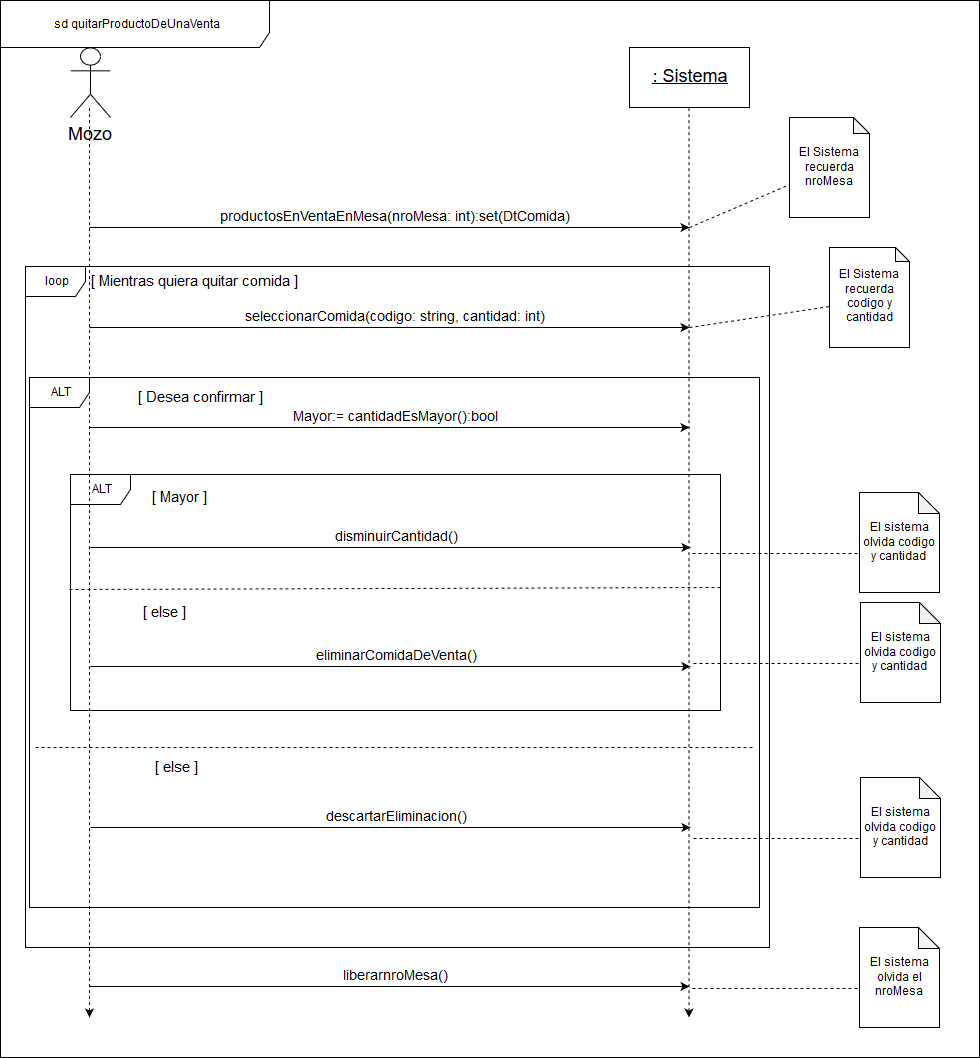 sd quitarProductoDeUnaVenta
: Sistema
Mozo
El Sistema
recuerda
nroMesa
productosEnVentaEnMesa(nroMesa: int):set(DtComida)
loop
[ Mientras quiera quitar comida ]
El Sistema
recuerda
codigo y
cantidad
seleccionarComida(codigo: string, cantidad: int)
ALT
[ Desea confirmar ]
Mayor:= cantidadEsMayor():bool
ALT
[ Mayor ]
disminuirCantidad()
El sistema
olvida codigo
y cantidad
[ else ]
eliminarComidaDeVenta()
El sistema
olvida codigo
y cantidad
[ else ]
descartarEliminacion()
El sistema
olvida codigo
y cantidad
liberarnroMesa()
El sistema
olvida el
nroMesa